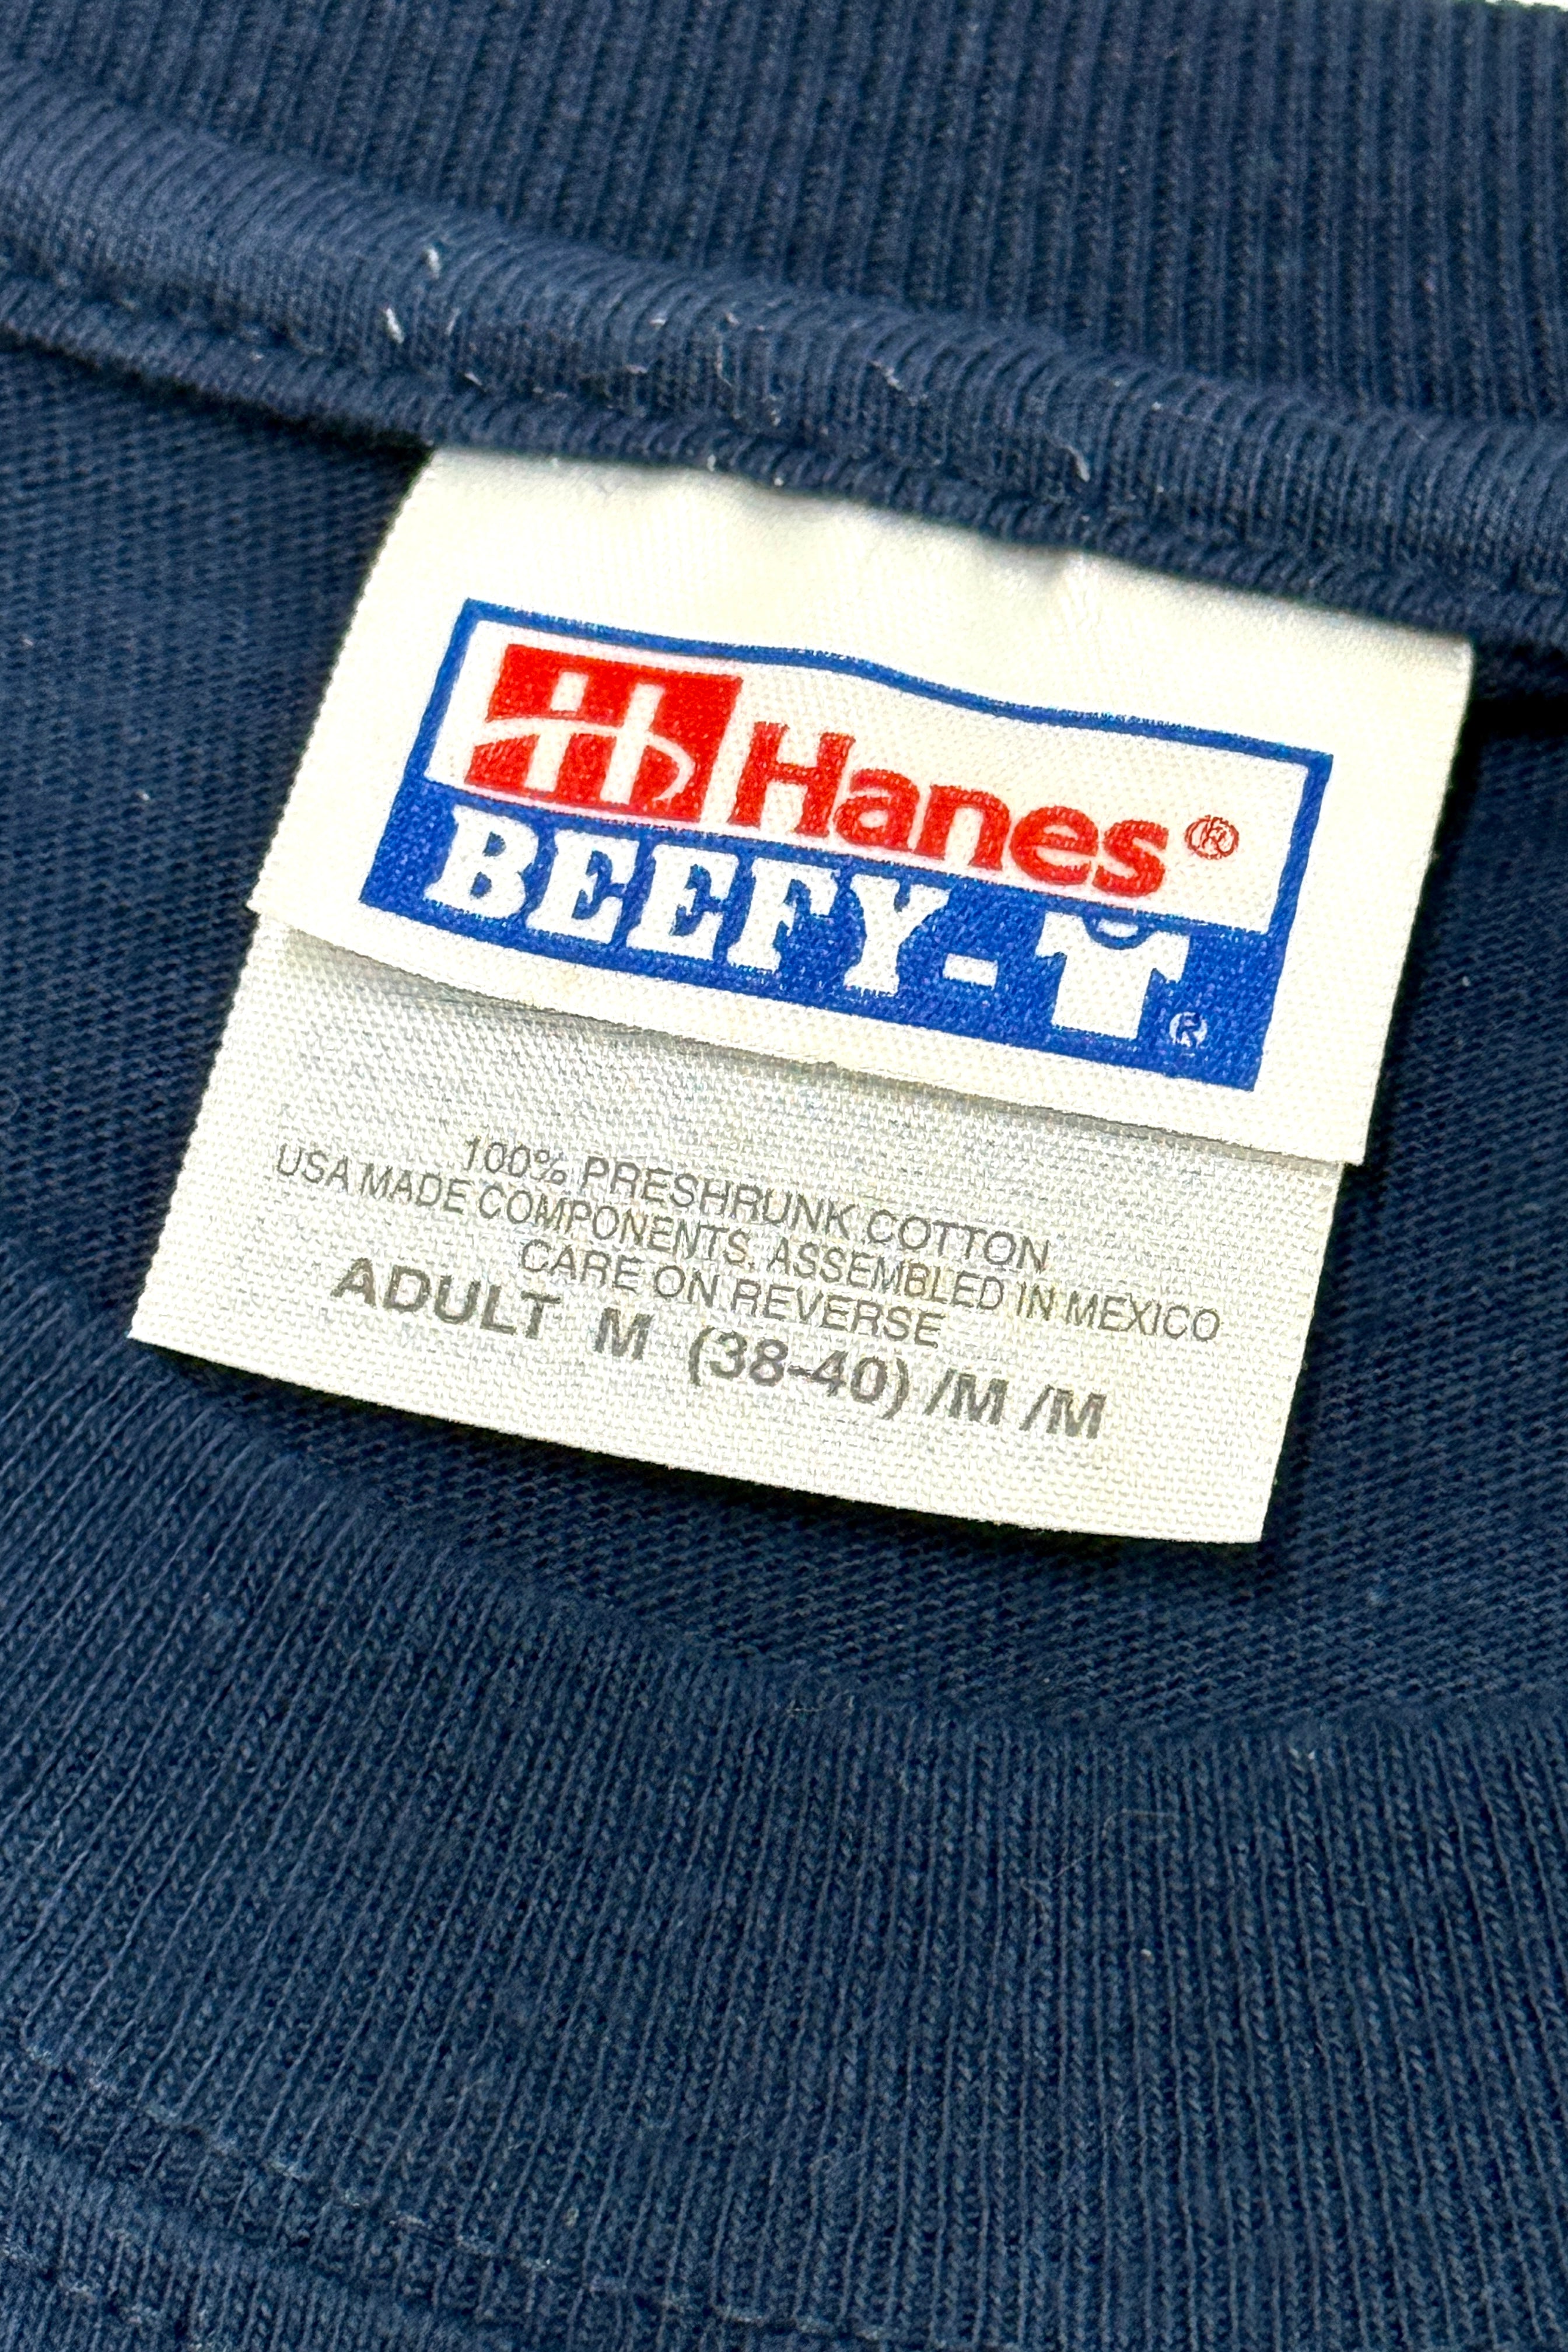 Hanes®
BEEFY-T®
100% PRESHRUNK COTTON
USA MADE COMPONENTS, ASSEMBLED IN MEXICO
CARE ON REVERSE
ADULT M (38-40) /M /M